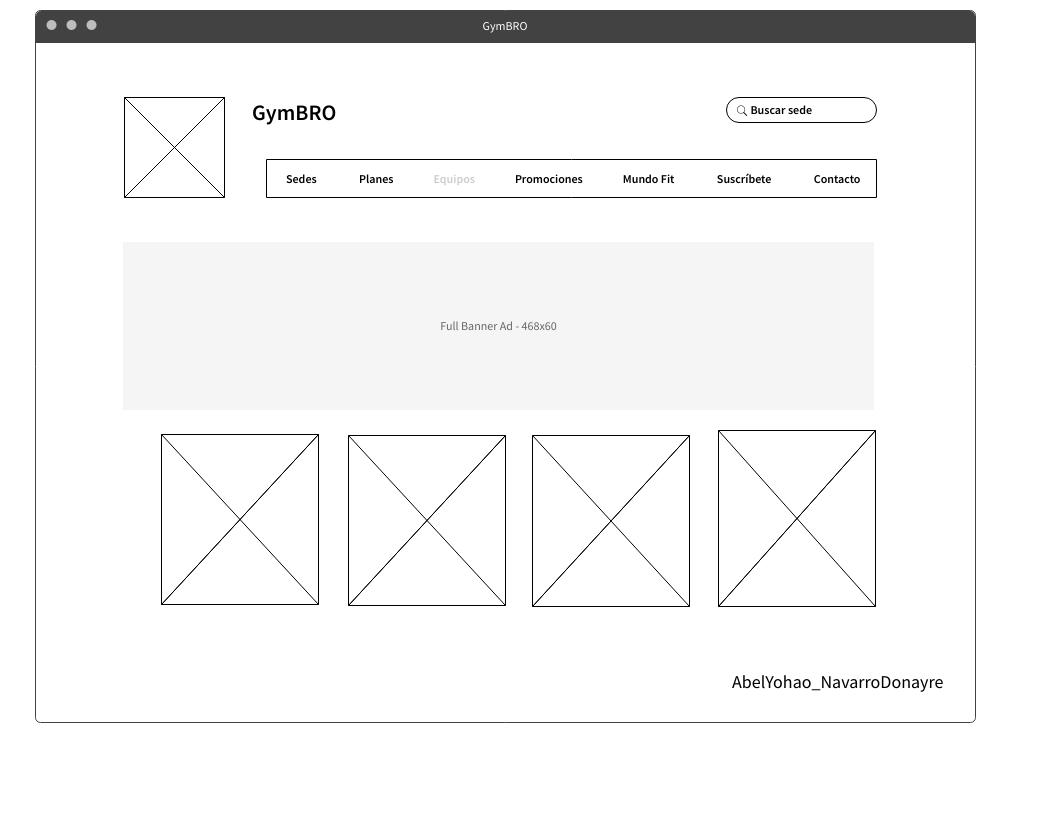 GymBRO
GymBRO
Buscar sede
Sedes Planes Equipos Promociones Mundo Fit Suscríbete Contacto
Full Banner Ad - 468x60
AbelYohao_NavarroDonayre